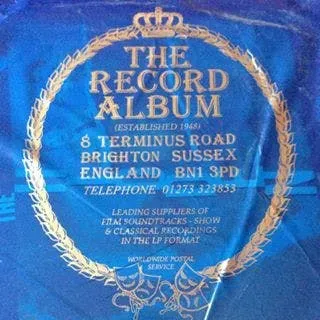 THE
RECORD
ALBUM
(ESTABLISHED 1948)
8 TERMINUS ROAD
BRIGHTON SUSSEX
ENGLAND BN1 3PD
TELEPHONE 01273 323853
LEADING SUPPLIERS OF
FILM SOUNDTRACKS - SHOW
& CLASSICAL RECORDINGS
IN THE LP FORMAT
WORLDWIDE POSTAL
SERVICE
THE